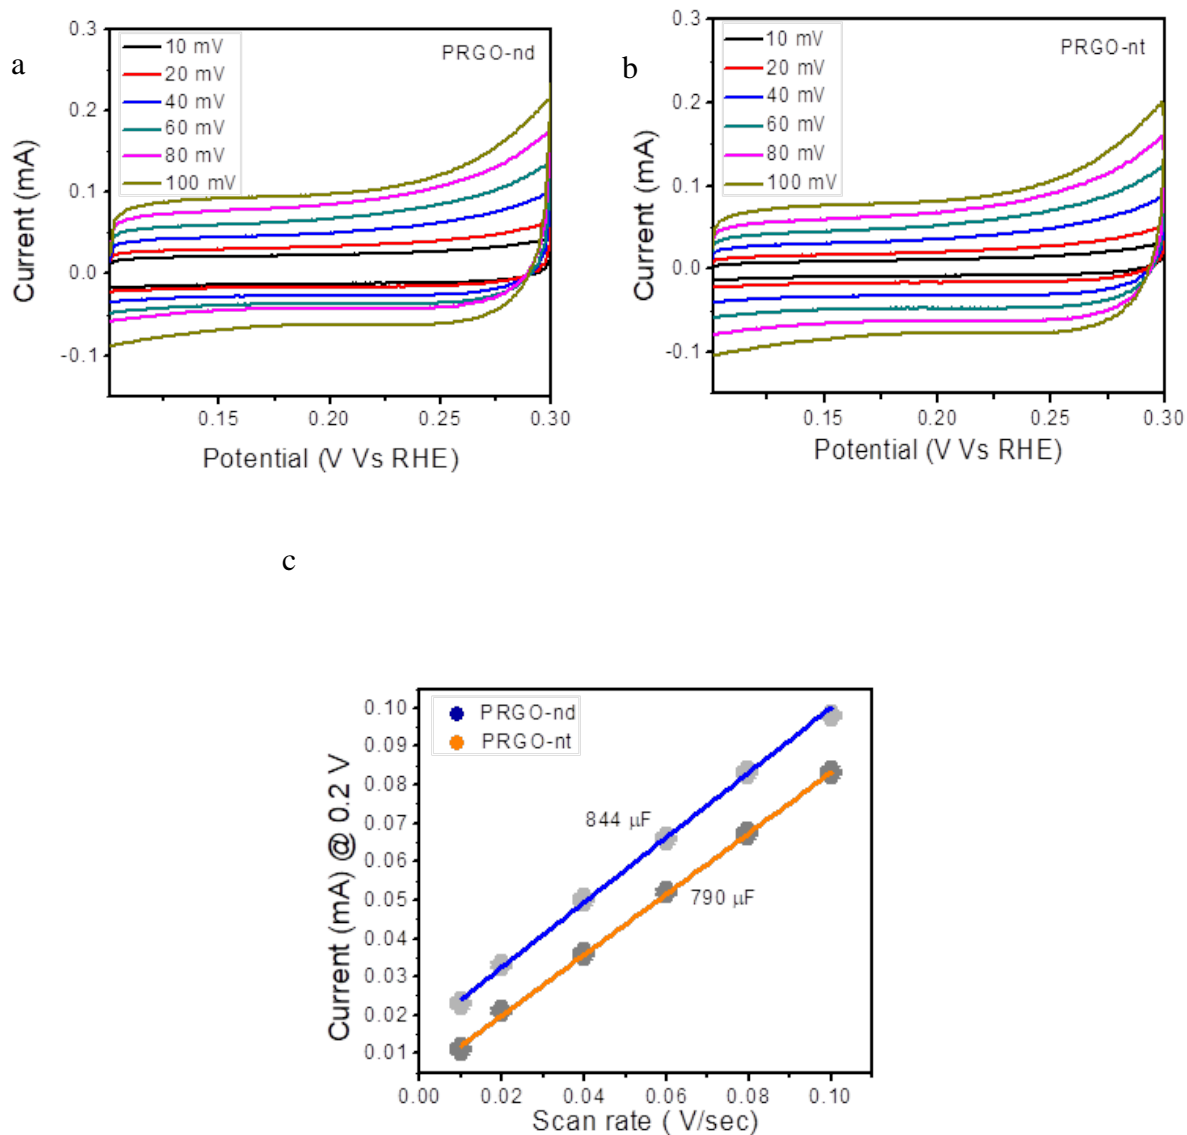 a
0.3
0.2
0.1
0.0
-0.1
Current (mA)
10 mV
20 mV
40 mV
60 mV
80 mV
100 mV
PRGO-nd
0.15
0.20
0.25
0.30
Potential (V Vs RHE)
b
0.3
0.2
0.1
0.0
-0.1
Current (mA)
10 mV
20 mV
40 mV
60 mV
80 mV
100 mV
PRGO-nt
0.15
0.20
0.25
0.30
Potential (V Vs RHE)
c
0.10
0.09
0.08
0.07
0.06
0.05
0.04
0.03
0.02
0.01
Current (mA) @ 0.2 V
PRGO-nd
PRGO-nt
844 μF
790 μF
0.00
0.02
0.04
0.06
0.08
0.10
Scan rate ( V/sec)